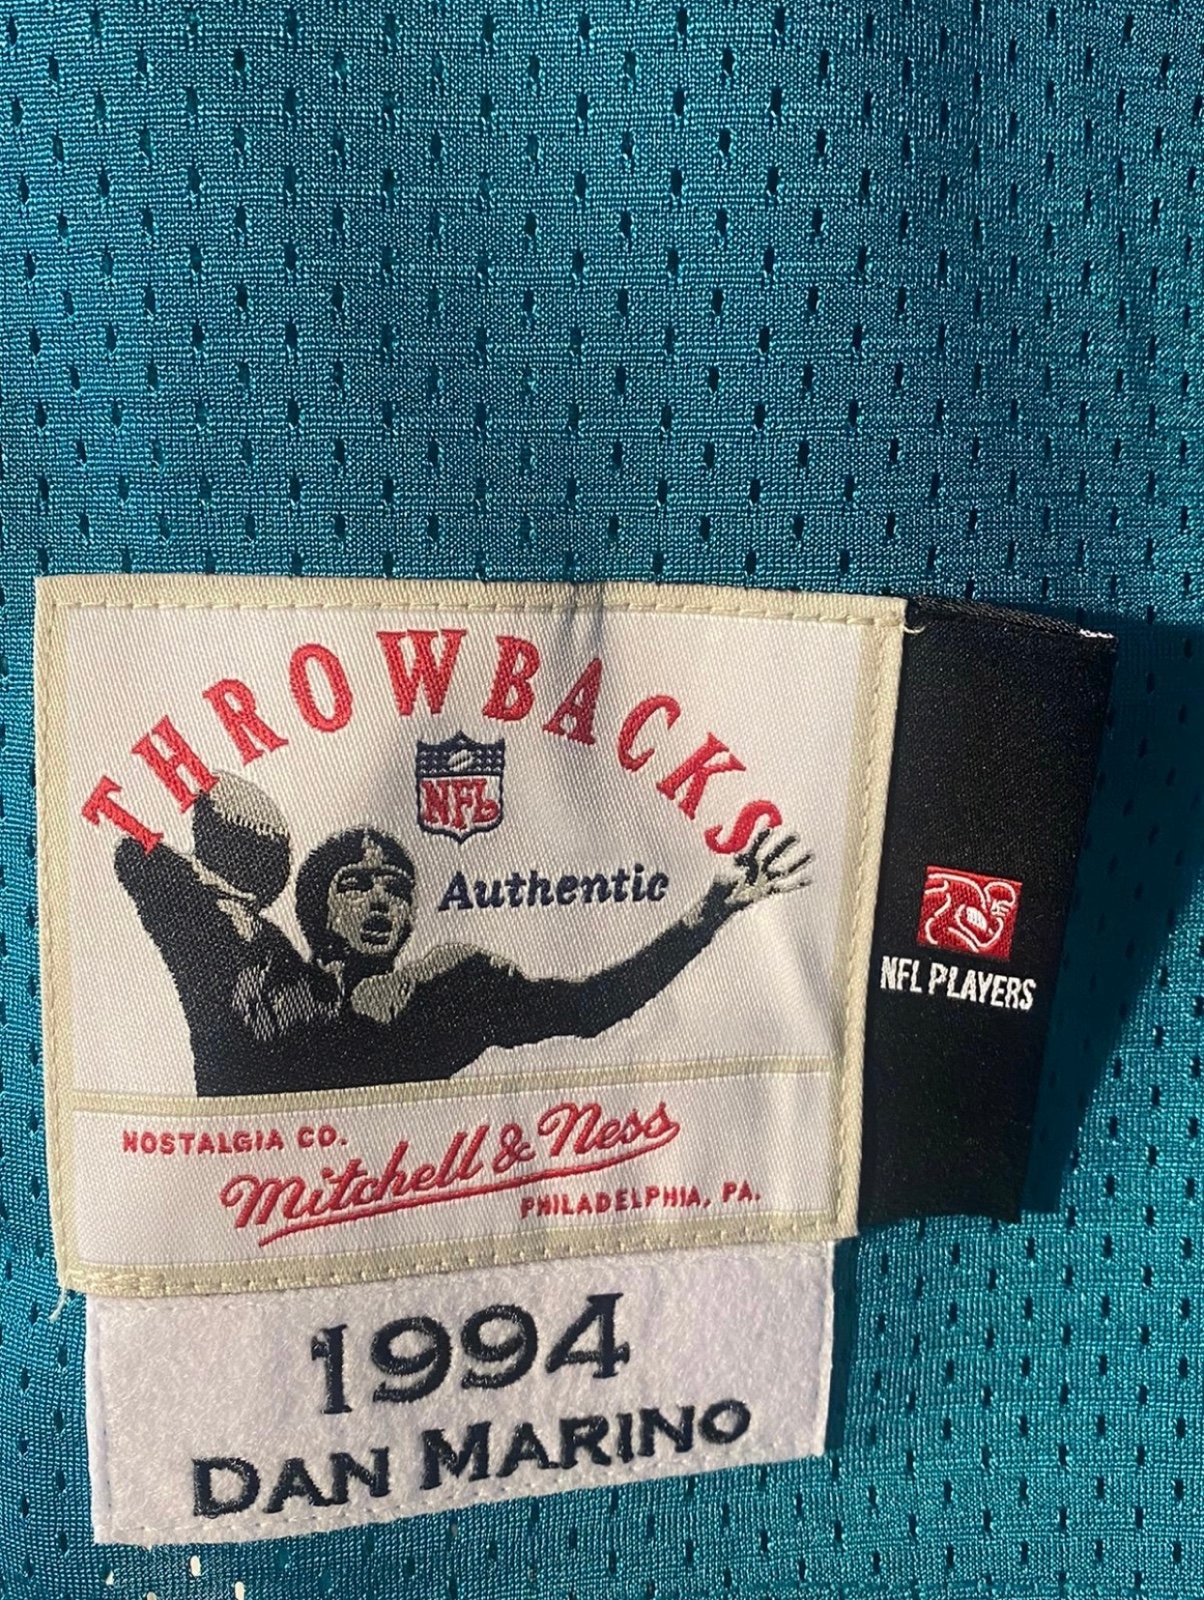 THROWBACKS
NFL
Authentic
NFL PLAYERS
NOSTALGIA CO.
Mitchell & Ness
PHILADELPHIA, PA.
1994
DAN MARINO